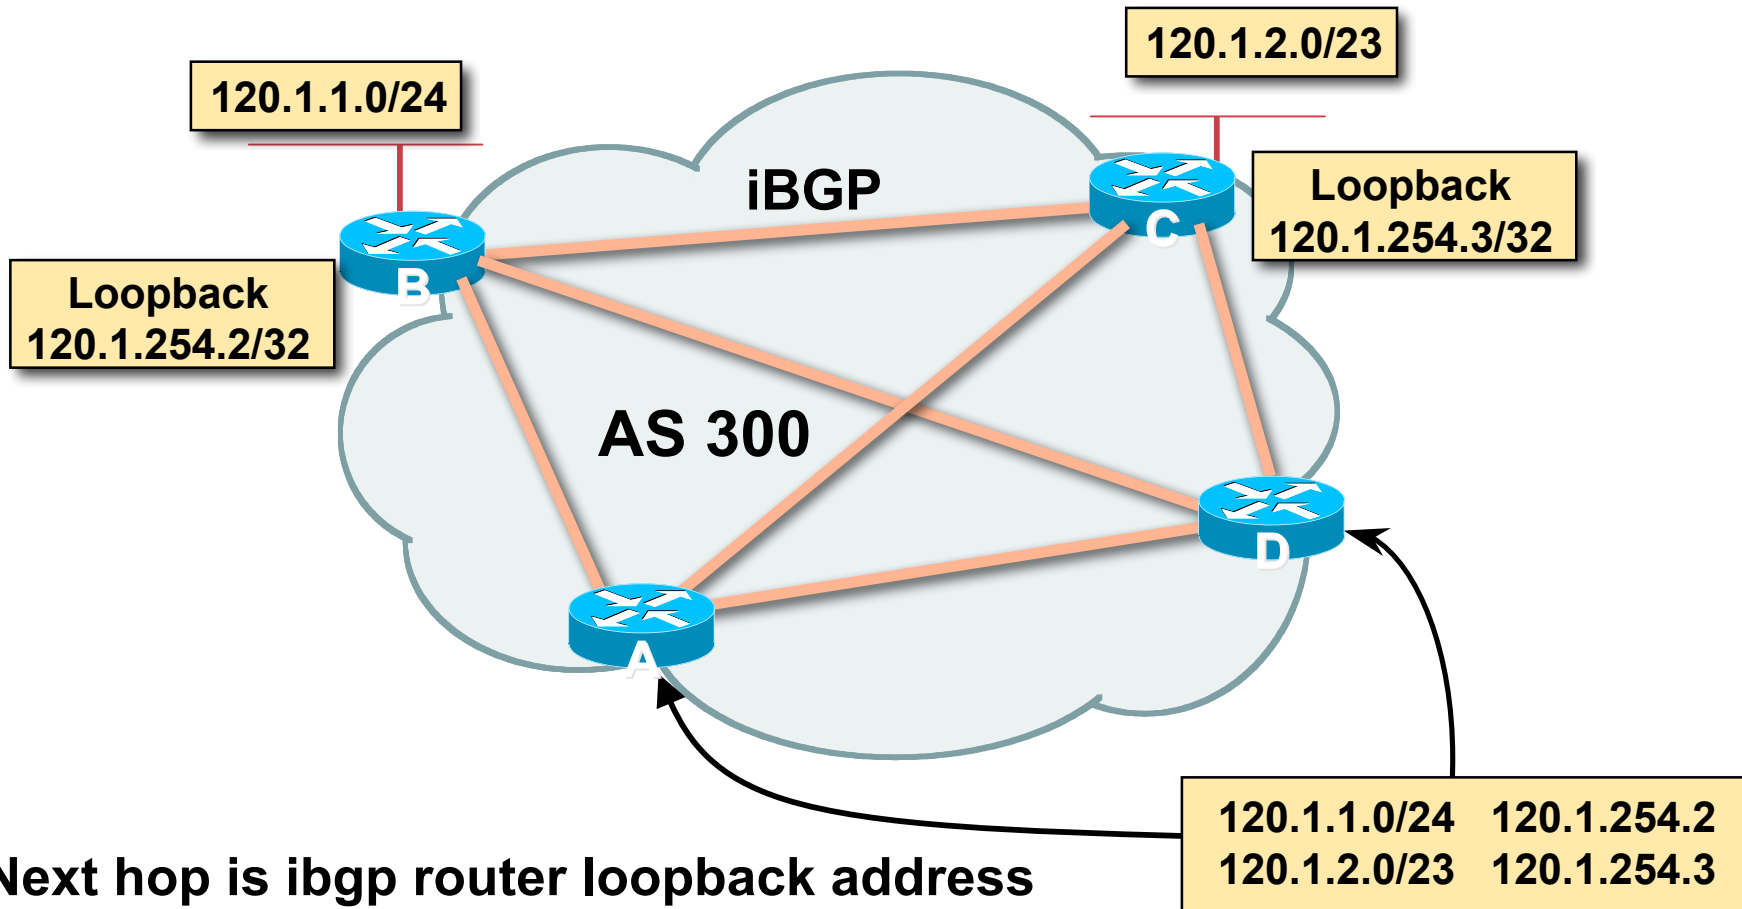 120.1.2.0/23
120.1.1.0/24
iBGP
Loopback
120.1.254.3/32
C
B
Loopback
120.1.254.2/32
AS 300
D
A
120.1.1.0/24 120.1.254.2
120.1.2.0/23 120.1.254.3
Next hop is ibgp router loopback address